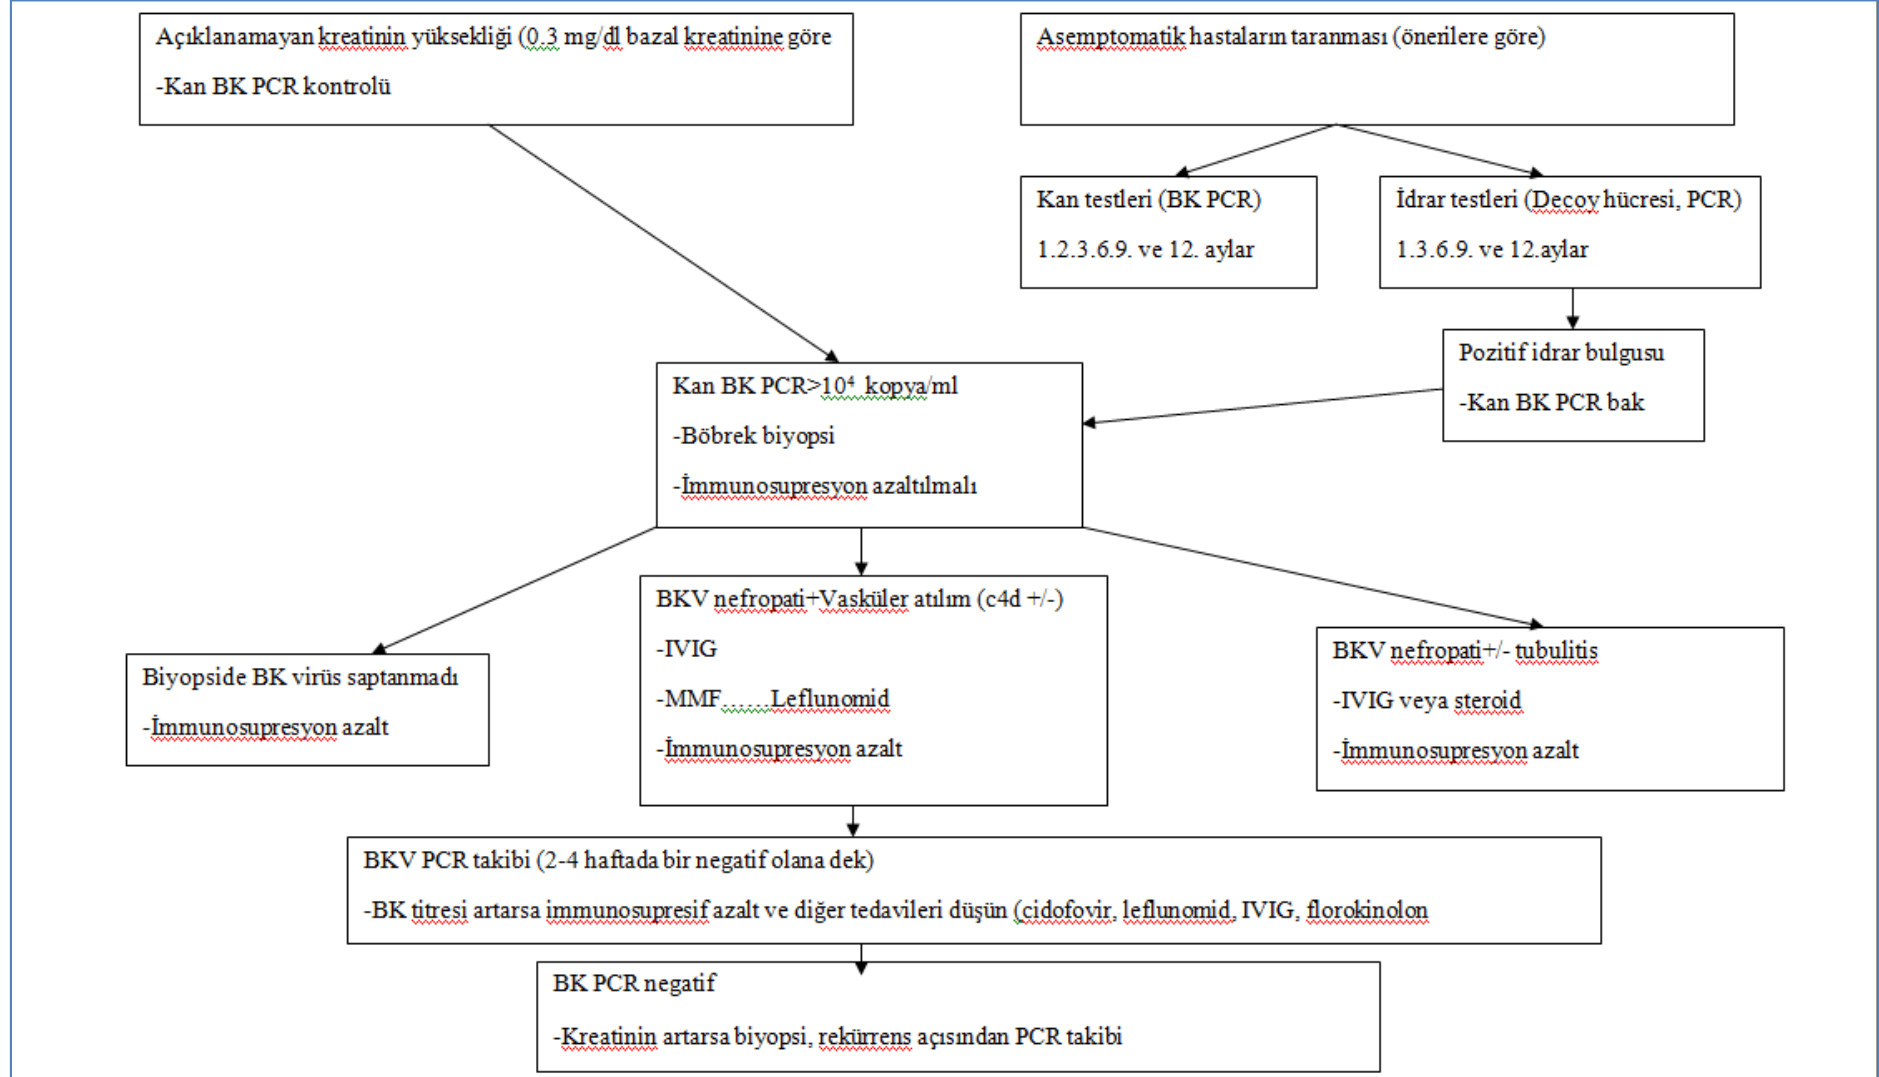 Açıklanamayan kreatinin yüksekliği (0.3 mg/dl bazal kreatinine göre
-Kan BK PCR kontrolü
Asemptomatik hastaların taranması (önerilere göre)
Kan testleri (BK PCR)
1.2.3.6.9. ve 12. aylar
İdrar testleri (Decoy hücresi, PCR)
1.3.6.9. ve 12.aylar
Pozitif idrar bulgusu
-Kan BK PCR bak
Kan BK PCR>10⁴ kopya/ml
-Böbrek biyopsi
-İmmunosupresyon azaltılmalı
Biyopside BK virüs saptanmadı
-İmmunosupresyon azalt
BKV nefropati+Vasküler atılım (c4d +/-)
-IVIG
-MMF……Leflunomid
-İmmunosupresyon azalt
BKV nefropati+/- tubulitis
-IVIG veya steroid
-İmmunosupresyon azalt
BKV PCR takibi (2-4 haftada bir negatif olana dek)
-BK titresi artarsa immunosupresif azalt ve diğer tedavileri düşün (cidofovir, leflunomid, IVIG, florokinolon
BK PCR negatif
-Kreatinin artarsa biyopsi, rekürrens açısından PCR takibi